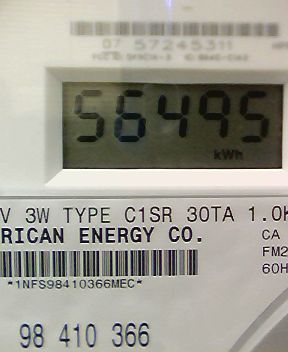 07 57245311
56495
kWh
V 3W TYPE C1SR 30TA 1.0K
RICAN ENERGY CO.
CA
FM2
60H
*1NFS98410366MEC*
98 410 366